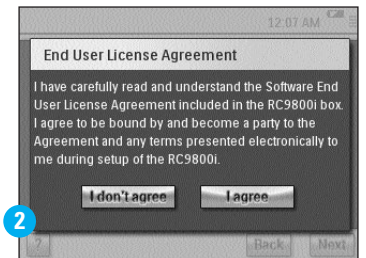 12:07 AM
End User License Agreement
I have carefully read and understand the Software End
User License Agreement included in the RC9800i box.
I agree to be bound by and become a party to the
Agreement and any terms presented electronically to
me during setup of the RC9800i.
I don't agree
I agree
2
?
Back
Next